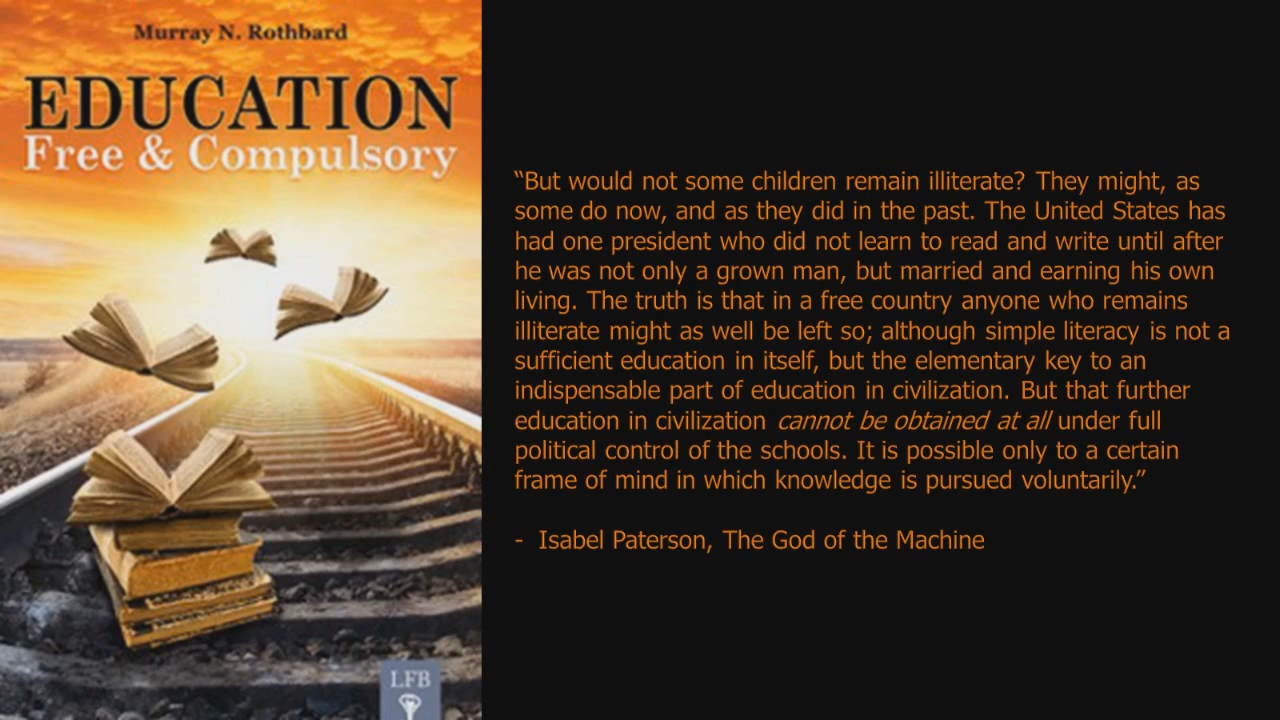 Murray N. Rothbard
EDUCATION
Free & Compulsory
LFB
“But would not some children remain illiterate? They might, as
some do now, and as they did in the past. The United States has
had one president who did not learn to read and write until after
he was not only a grown man, but married and earning his own
living. The truth is that in a free country anyone who remains
illiterate might as well be left so; although simple literacy is not a
sufficient education in itself, but the elementary key to an
indispensable part of education in civilization. But that further
education in civilization cannot be obtained at all under full
political control of the schools. It is possible only to a certain
frame of mind in which knowledge is pursued voluntarily.”
- Isabel Paterson, The God of the Machine